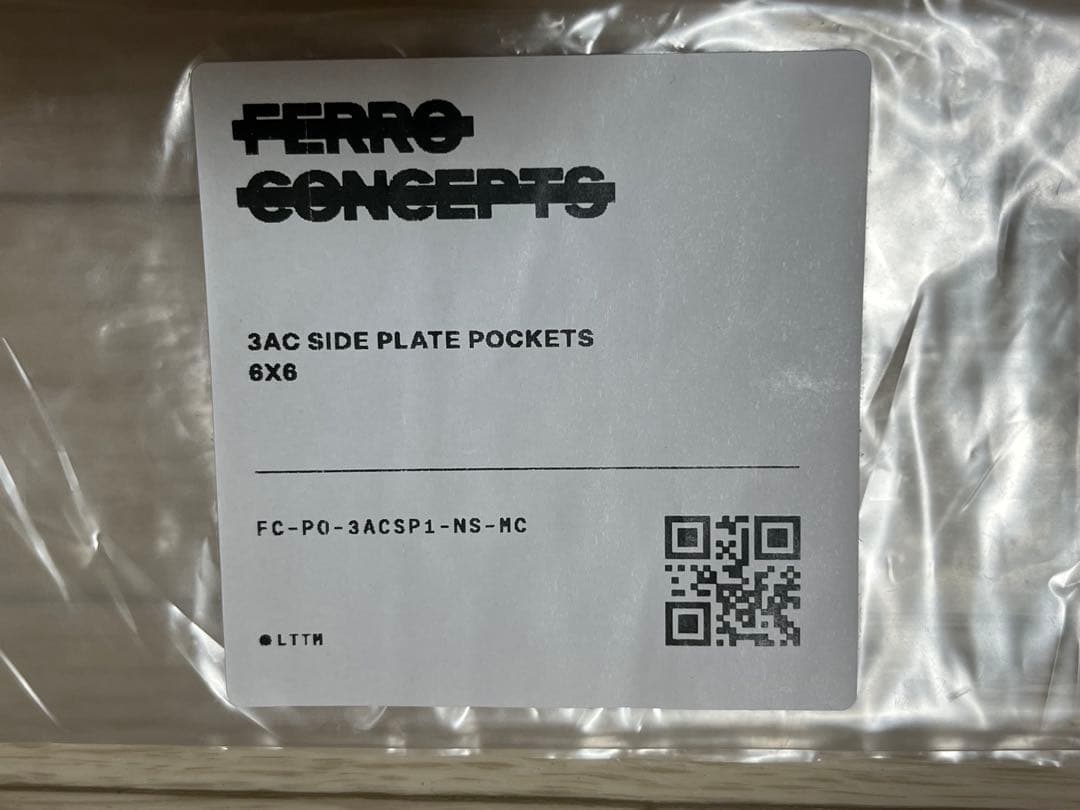 FERRO
CONCEPTS
3AC SIDE PLATE POCKETS
6X6
FC-PO-3ACSP1-NS-MC
LTTM